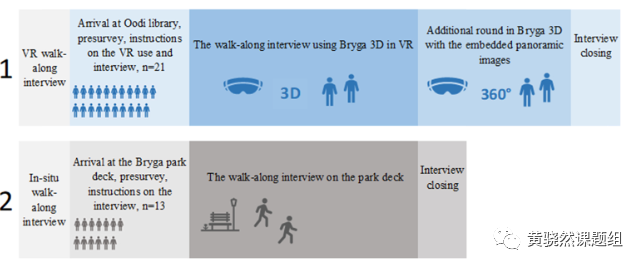 1
VR walk-
along
interview
Arrival at Oodi library,
presurvey, instructions
on the VR use and
interview, n=21
The walk-along interview using Bryga 3D in VR
3D
Additional round in Bryga 3D
with the embedded panoramic
images
360°
Interview
closing
2
In-situ
walk-
along
interview
Arrival at the Bryga park
deck, presurvey,
instructions on the
interview, n=13
The walk-along interview on the park deck
Interview
closing
黄骁然课题组